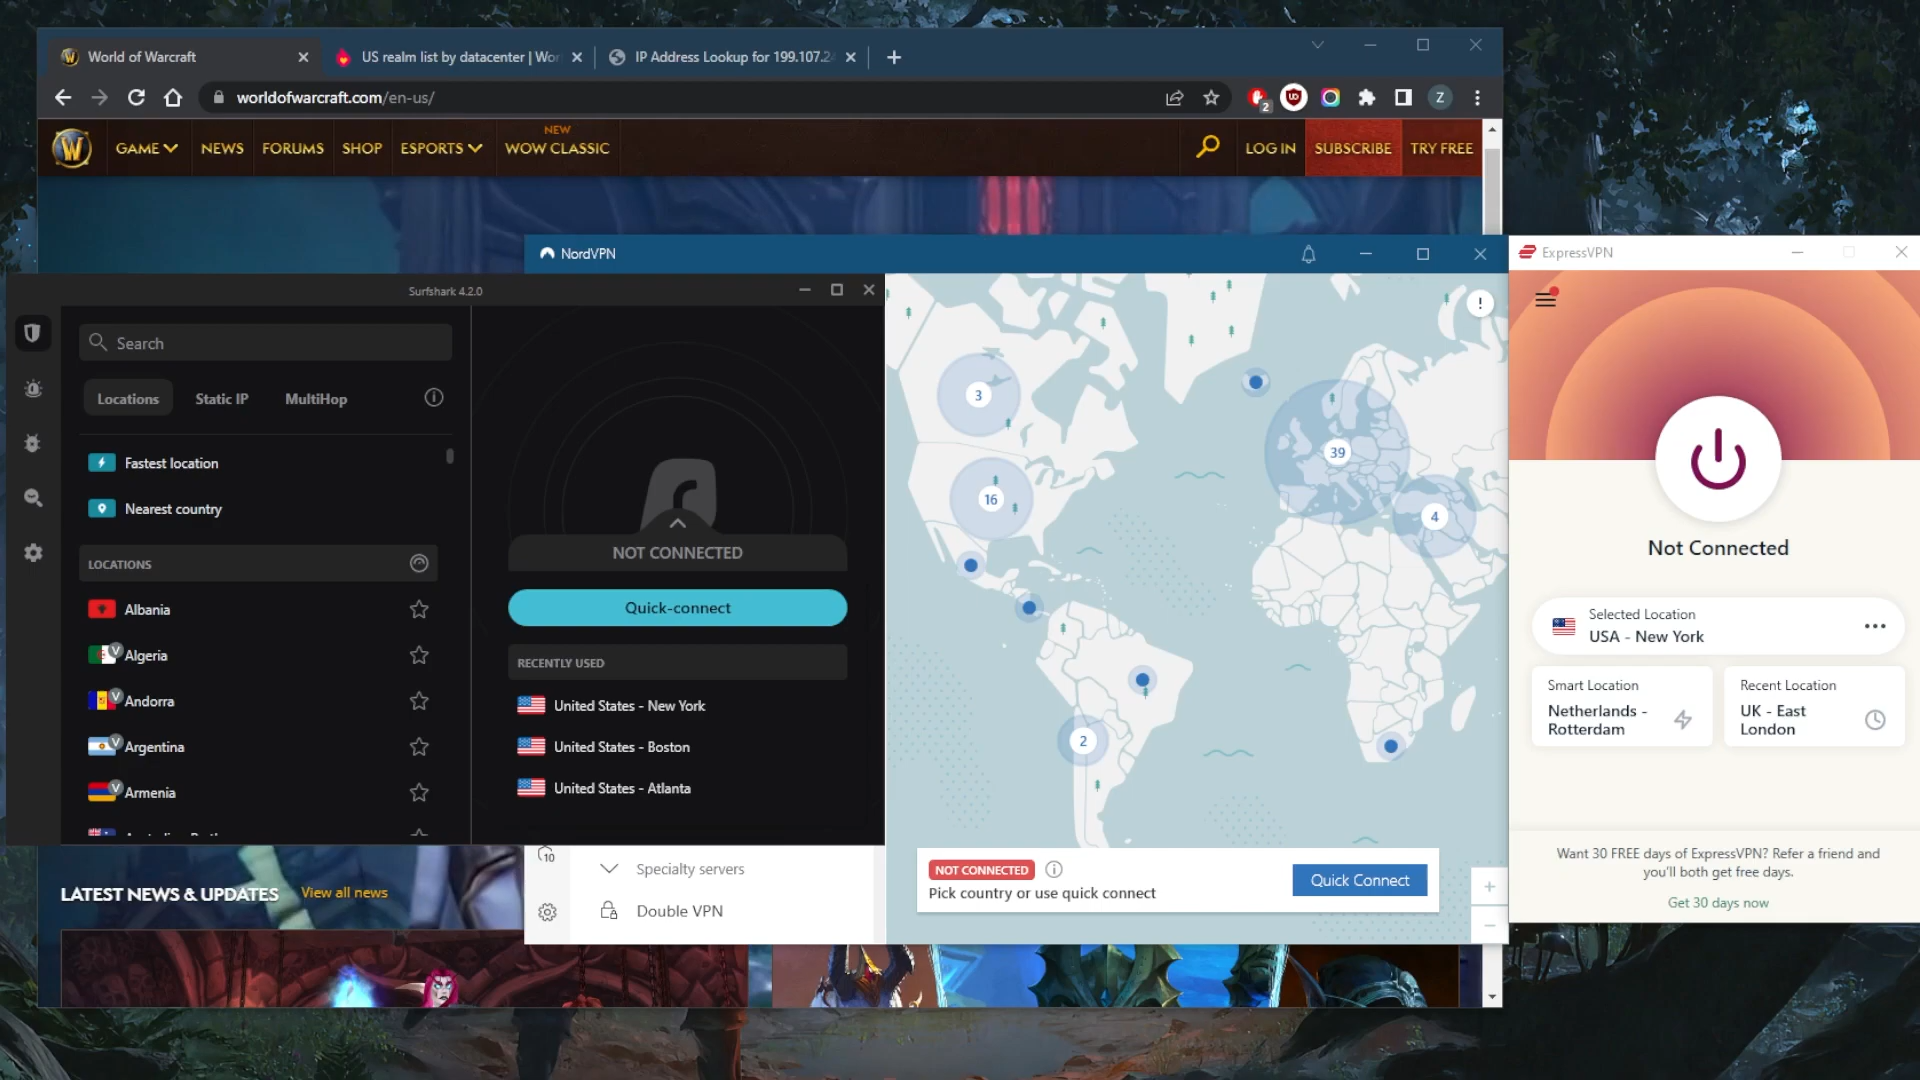 World of Warcraft
US realm list by datacenter | Wor
IP Address Lookup for 199.107.2
worldofwarcraft.com/en-us/
2
Z
GAME
NEWS
FORUMS
SHOP
ESPORTS
NEW
WOW CLASSIC
LOG IN
SUBSCRIBE
TRY FREE
NordVPN
ExpressVPN
Surfshark 4.2.0
Search
Locations
Static IP
MultiHop
Fastest location
Nearest country
LOCATIONS
Albania
V
Algeria
V
Andorra
V
Argentina
V
Armenia
NOT CONNECTED
Quick-connect
RECENTLY USED
United States - New York
United States - Boston
United States - Atlanta
3
16
39
4
2
!
10
Specialty servers
Double VPN
NOT CONNECTED
Pick country or use quick connect
Quick Connect
Not Connected
Selected Location
USA - New York
Smart Location
Netherlands -
Rotterdam
Recent Location
UK - East
London
Want 30 FREE days of ExpressVPN? Refer a friend and
you'll both get free days.
Get 30 days now
LATEST NEWS & UPDATES
View all news